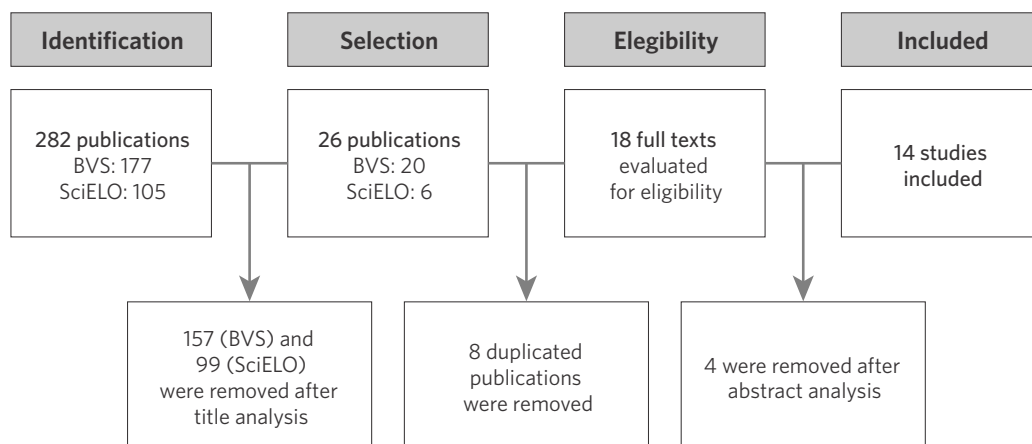 Identification
Selection
Elegibility
Included
282 publications
BVS: 177
SciELO: 105
26 publications
BVS: 20
SciELO: 6
18 full texts
evaluated
for eligibility
14 studies
included
157 (BVS) and
99 (SciELO)
were removed after
title analysis
8 duplicated
publications
were removed
4 were removed after
abstract analysis